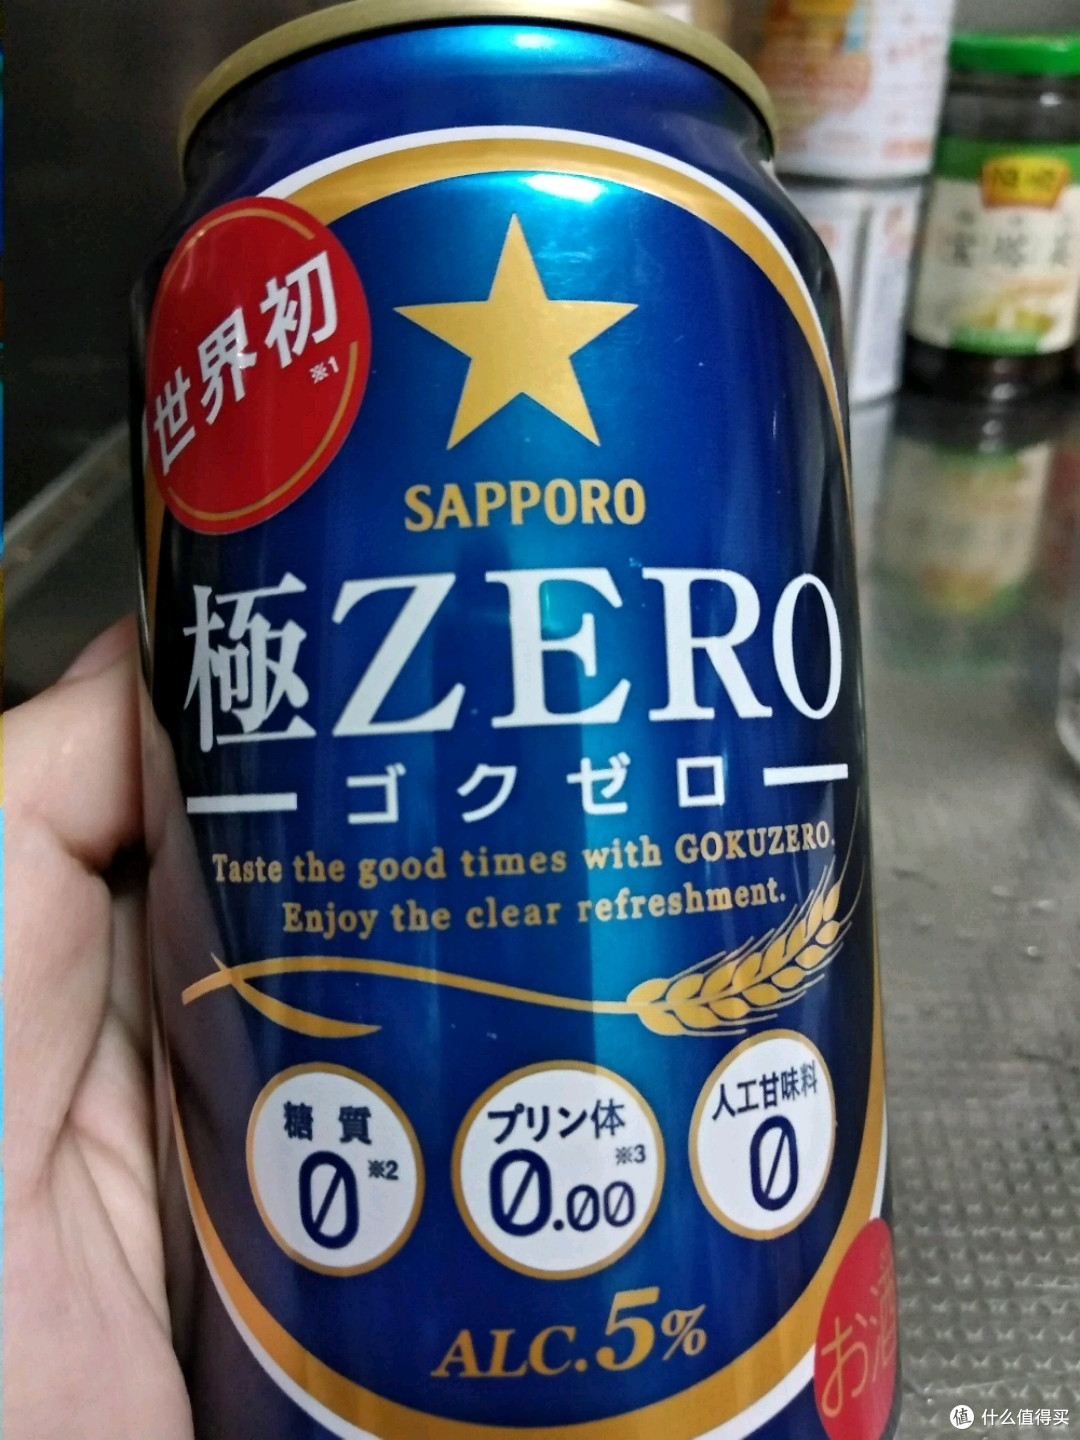 世界初
※1
SAPPORO
極ZERO
ゴクゼロ
Taste the good times with GOKUZERO.
Enjoy the clear refreshment.
糖質
0※2
プリン体
0.00※3
人工甘味料
0
ALC.5%
お酒
值 什么值得买